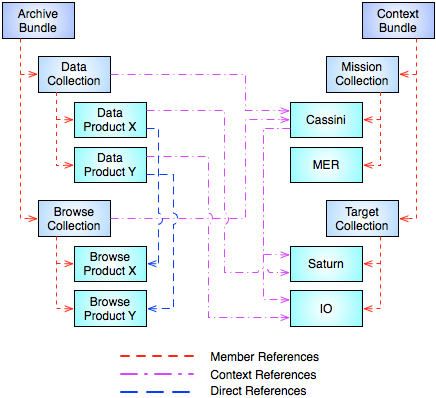 Archive
Bundle
Context
Bundle
Data
Collection
Mission
Collection
Data
Product X
Cassini
Data
Product Y
MER
Browse
Collection
Target
Collection
Browse
Product X
Saturn
Browse
Product Y
IO
Member References
Context References
Direct References